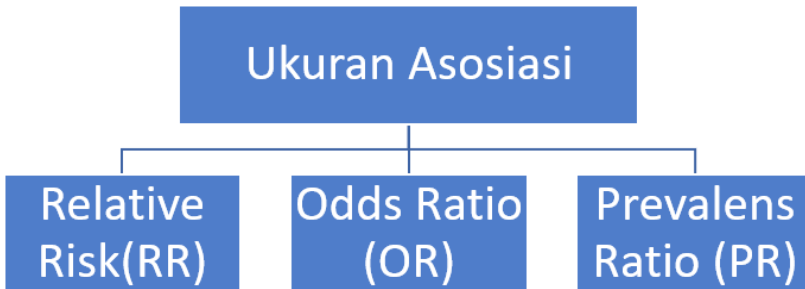 Ukuran Asosiasi
Relative
Risk(RR)
Odds Ratio
(OR)
Prevalens
Ratio (PR)